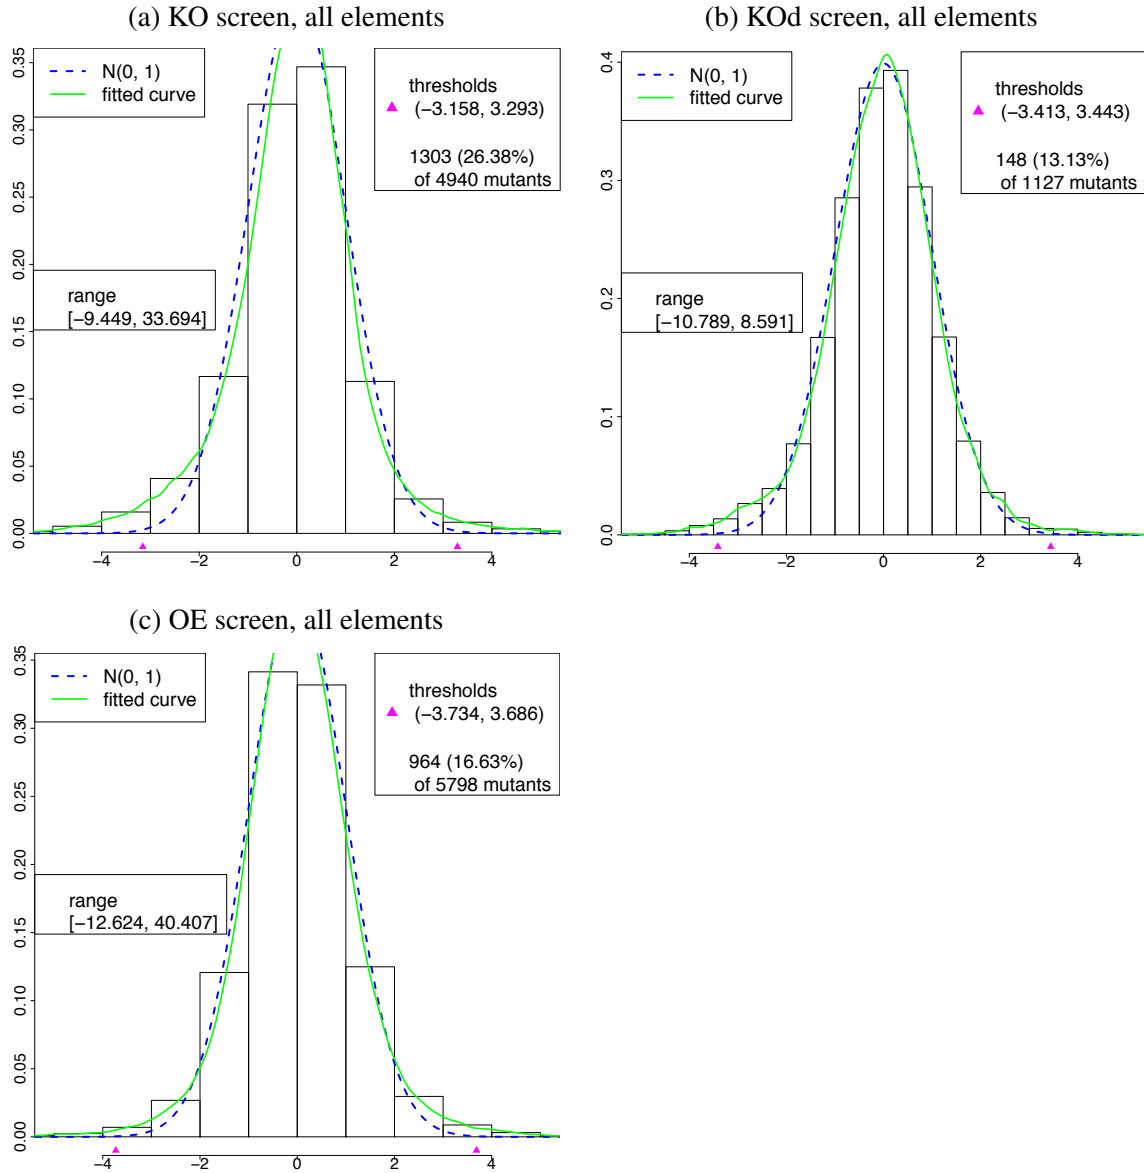 (a) KO screen, all elements
N(0, 1)
fitted curve
thresholds
(−3.158, 3.293)
1303 (26.38%)
of 4940 mutants
range
[−9.449, 33.694]
0.35
0.30
0.25
0.20
0.15
0.10
0.05
0.00
−4 −2 0 2 4
(b) KOd screen, all elements
N(0, 1)
fitted curve
thresholds
(−3.413, 3.443)
148 (13.13%)
of 1127 mutants
range
[−10.789, 8.591]
0.4
0.3
0.2
0.1
0.0
−4 −2 0 2 4
(c) OE screen, all elements
N(0, 1)
fitted curve
thresholds
(−3.734, 3.686)
964 (16.63%)
of 5798 mutants
range
[−12.624, 40.407]
0.35
0.30
0.25
0.20
0.15
0.10
0.05
0.00
−4 −2 0 2 4